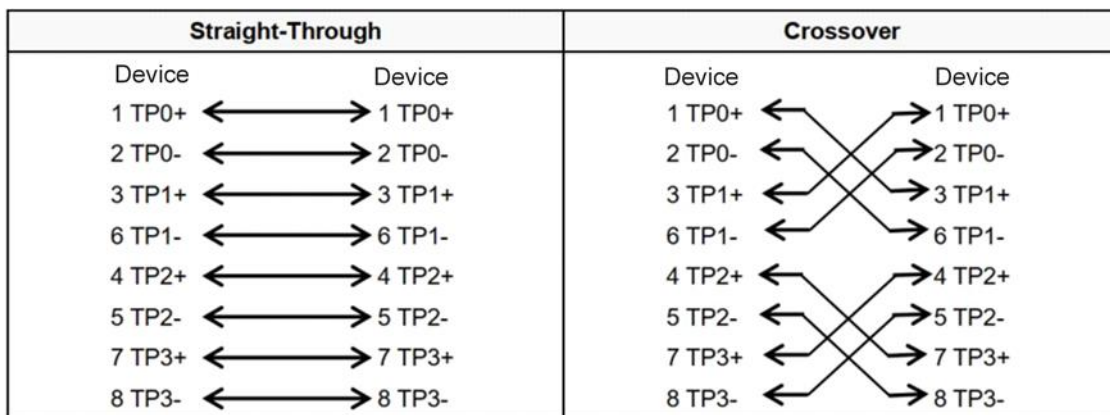 Straight-Through Crossover
Device Device Device Device
1 TP0+ 1 TP0+ 1 TP0+ 1 TP0+
2 TP0- 2 TP0- 2 TP0- 2 TP0-
3 TP1+ 3 TP1+ 3 TP1+ 3 TP1+
6 TP1- 6 TP1- 6 TP1- 6 TP1-
4 TP2+ 4 TP2+ 4 TP2+ 4 TP2+
5 TP2- 5 TP2- 5 TP2- 5 TP2-
7 TP3+ 7 TP3+ 7 TP3+ 7 TP3+
8 TP3- 8 TP3- 8 TP3- 8 TP3-